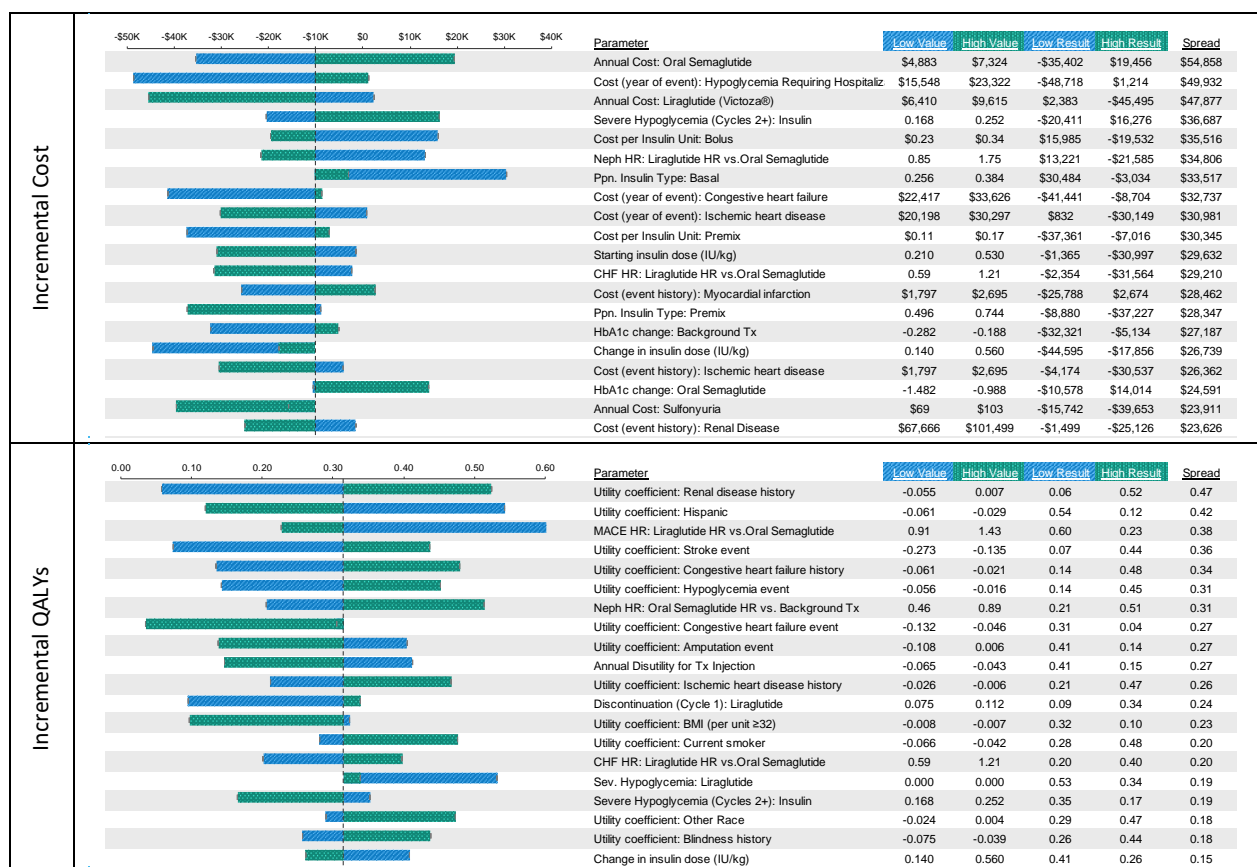 Incremental Cost
-$50K -$40K -$30K -$20K -$10K $0 $10K $20K $30K $40K
Parameter Low Value High Value Low Result High Result Spread
Annual Cost: Oral Semaglutide $4,883 $7,324 -$35,402 $19,456 $54,858
Cost (year of event): Hypoglycemia Requiring Hospitaliz $15,548 $23,322 -$48,718 $1,214 $49,932
Annual Cost: Liraglutide (Victoza®) $6,410 $9,615 $2,383 -$45,495 $47,877
Severe Hypoglycemia (Cycles 2+): Insulin 0.168 0.252 -$20,411 $16,276 $36,687
Cost per Insulin Unit: Bolus $0.23 $0.34 $15,985 -$19,532 $35,516
Neph HR: Liraglutide HR vs.Oral Semaglutide 0.85 1.75 $13,221 -$21,585 $34,806
Ppn. Insulin Type: Basal 0.256 0.384 $30,484 -$3,034 $33,517
Cost (year of event): Congestive heart failure $22,417 $33,626 -$41,441 -$8,704 $32,737
Cost (year of event): Ischemic heart disease $20,198 $30,297 $832 -$30,149 $30,981
Cost per Insulin Unit: Premix $0.11 $0.17 -$37,361 -$7,016 $30,345
Starting insulin dose (IU/kg) 0.210 0.530 -$1,365 -$30,997 $29,632
CHF HR: Liraglutide HR vs.Oral Semaglutide 0.59 1.21 -$2,354 -$31,564 $29,210
Cost (event history): Myocardial infarction $1,797 $2,695 -$25,788 $2,674 $28,462
Ppn. Insulin Type: Premix 0.496 0.744 -$8,880 -$37,227 $28,347
HbA1c change: Background Tx -0.282 -0.188 -$32,321 -$5,134 $27,187
Change in insulin dose (IU/kg) 0.140 0.560 -$44,595 -$17,856 $26,739
Cost (event history): Ischemic heart disease $1,797 $2,695 -$4,174 -$30,537 $26,362
HbA1c change: Oral Semaglutide -1.482 -0.988 -$10,578 $14,014 $24,591
Annual Cost: Sulfonyuria $69 $103 -$15,742 -$39,653 $23,911
Cost (event history): Renal Disease $67,666 $101,499 -$1,499 -$25,126 $23,626
Incremental QALYs
0.00 0.10 0.20 0.30 0.40 0.50 0.60
Parameter Low Value High Value Low Result High Result Spread
Utility coefficient: Renal disease history -0.055 0.007 0.06 0.52 0.47
Utility coefficient: Hispanic -0.061 -0.029 0.54 0.12 0.42
MACE HR: Liraglutide HR vs.Oral Semaglutide 0.91 1.43 0.60 0.23 0.38
Utility coefficient: Stroke event -0.273 -0.135 0.07 0.44 0.36
Utility coefficient: Congestive heart failure history -0.061 -0.021 0.14 0.48 0.34
Utility coefficient: Hypoglycemia event -0.056 -0.016 0.14 0.45 0.31
Neph HR: Oral Semaglutide HR vs. Background Tx 0.46 0.89 0.21 0.51 0.31
Utility coefficient: Congestive heart failure event -0.132 -0.046 0.31 0.04 0.27
Utility coefficient: Amputation event -0.108 0.006 0.41 0.14 0.27
Annual Disutility for Tx Injection -0.065 -0.043 0.41 0.15 0.27
Utility coefficient: Ischemic heart disease history -0.026 -0.006 0.21 0.47 0.26
Discontinuation (Cycle 1): Liraglutide 0.075 0.112 0.09 0.34 0.24
Utility coefficient: BMI (per unit ≥32) -0.008 -0.007 0.32 0.10 0.23
Utility coefficient: Current smoker -0.066 -0.042 0.28 0.48 0.20
CHF HR: Liraglutide HR vs.Oral Semaglutide 0.59 1.21 0.20 0.40 0.20
Sev. Hypoglycemia: Liraglutide 0.000 0.000 0.53 0.34 0.19
Severe Hypoglycemia (Cycles 2+): Insulin 0.168 0.252 0.35 0.17 0.19
Utility coefficient: Other Race -0.024 0.004 0.29 0.47 0.18
Utility coefficient: Blindness history -0.075 -0.039 0.26 0.44 0.18
Change in insulin dose (IU/kg) 0.140 0.560 0.41 0.26 0.15